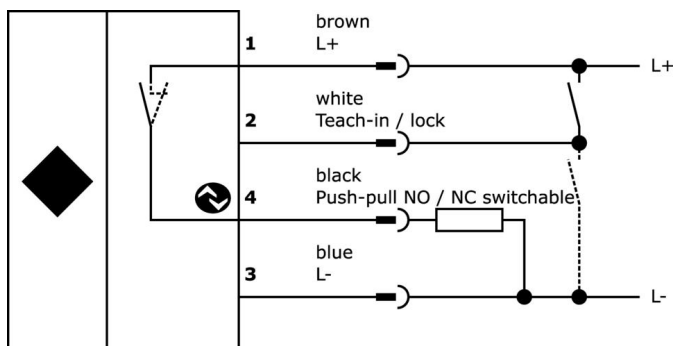 brown
1 L+ L+
white
2 Teach-in / lock
black
4 Push-pull NO / NC switchable
blue
3 L- L-